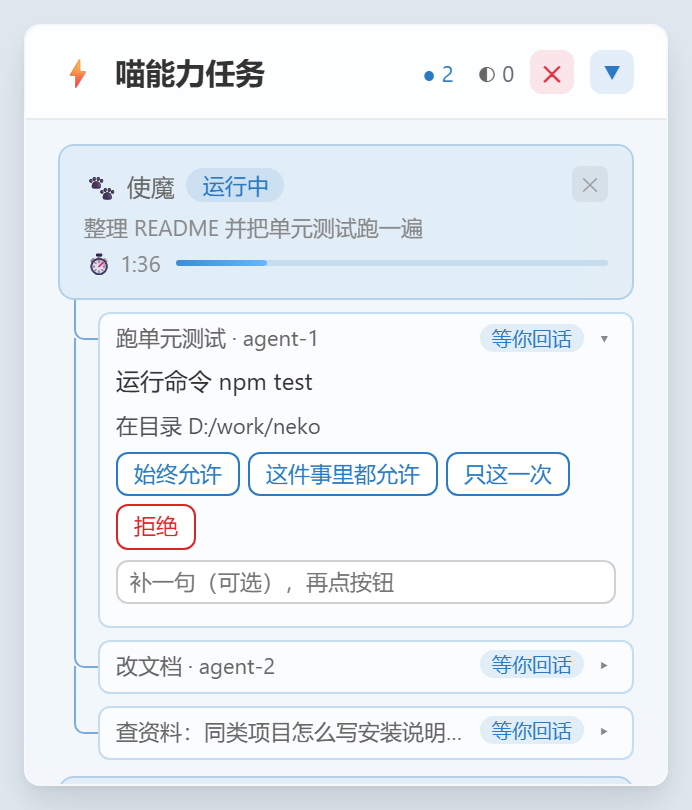 喵能力任务 2 0
使魔 运行中
整理 README 并把单元测试跑一遍
1:36
跑单元测试 · agent-1 等你回话
运行命令 npm test
在目录 D:/work/neko
始终允许 这件事里都允许 只这一次
拒绝
补一句（可选），再点按钮
改文档 · agent-2 等你回话
查资料：同类项目怎么写安装说明... 等你回话